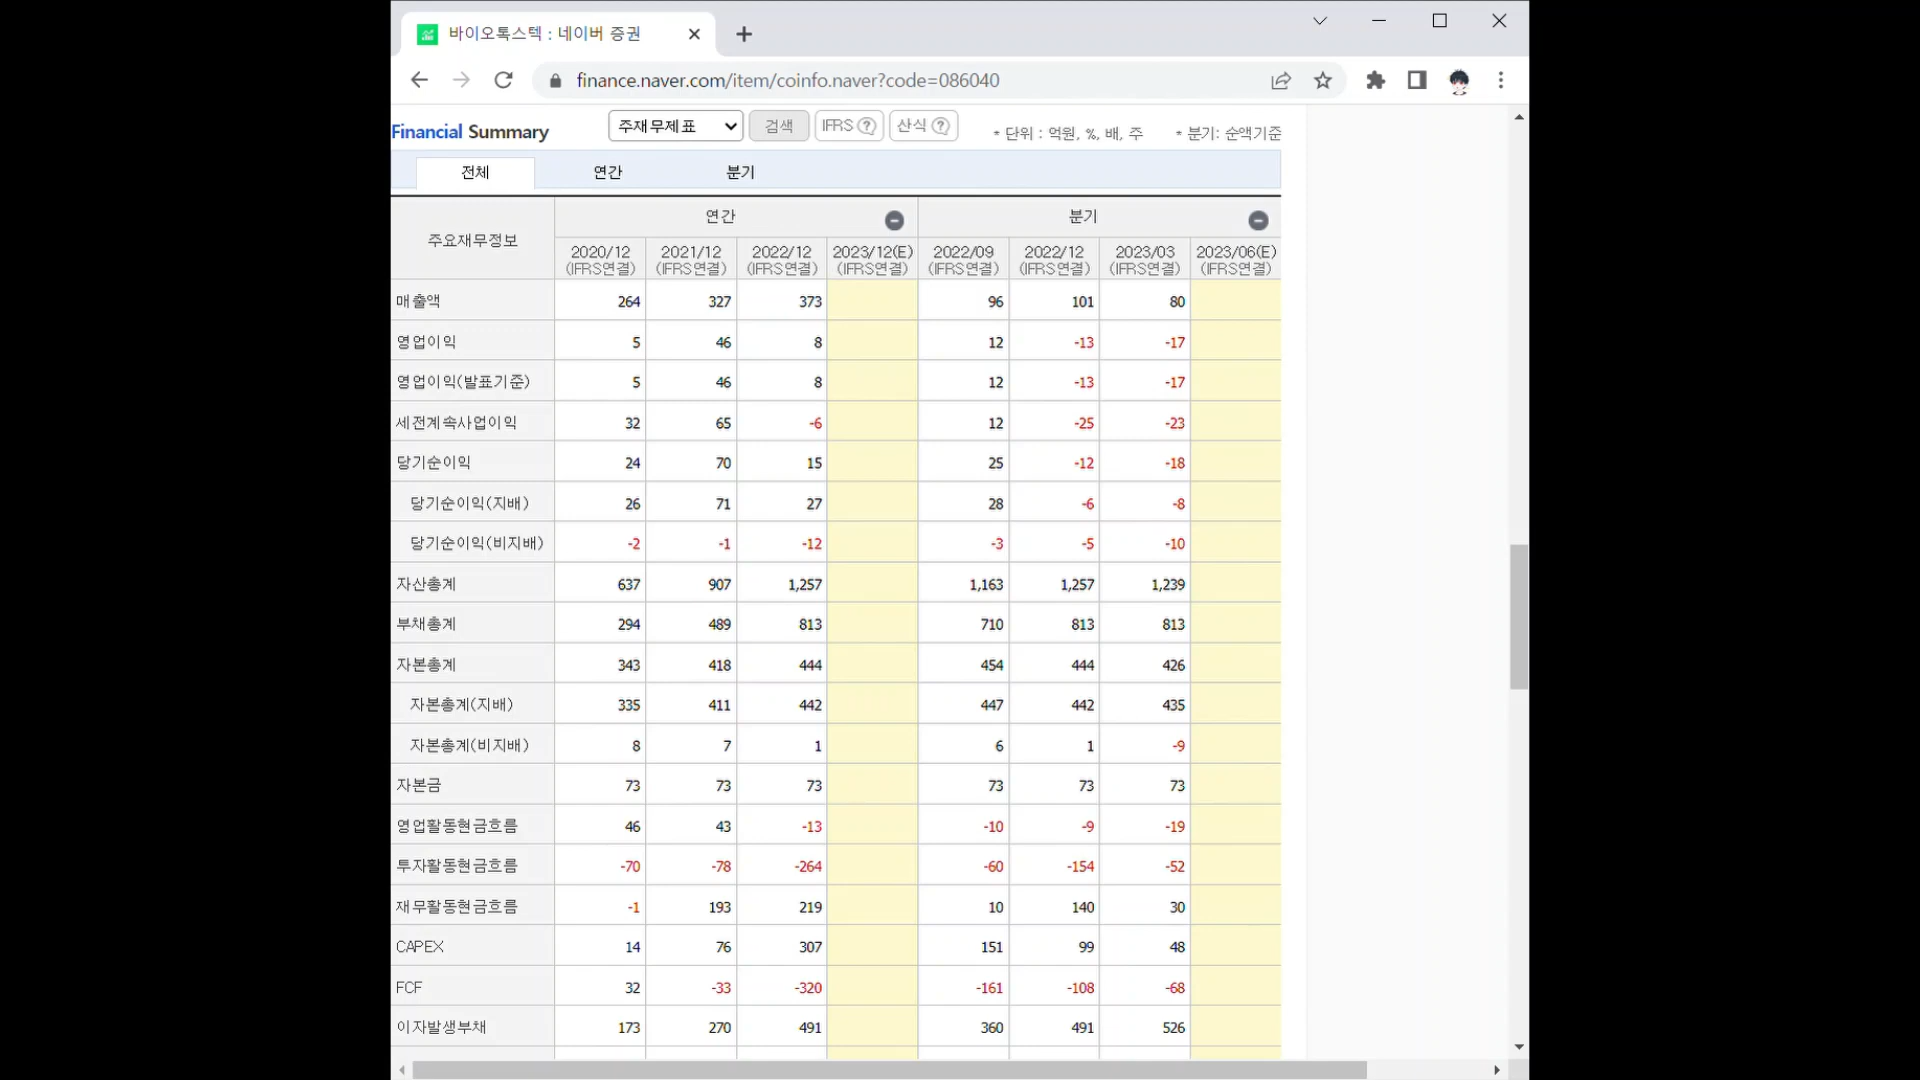 바이오톡스텍 : 네이버 증권
finance.naver.com/item/coinfo.naver?code=086040
Financial Summary 주재무제표 검색 IFRS ? 산식 ? * 단위 : 억원, %, 배, 주 * 분기: 순액기준
전체 연간 분기
주요재무정보 연간 분기
2020/12 2021/12 2022/12 2023/12(E) 2022/09 2022/12 2023/03 2023/06(E)
(IFRS연결) (IFRS연결) (IFRS연결) (IFRS연결) (IFRS연결) (IFRS연결) (IFRS연결) (IFRS연결)
매출액 264 327 373 96 101 80
영업이익 5 46 8 12 -13 -17
영업이익(발표기준) 5 46 8 12 -13 -17
세전계속사업이익 32 65 -6 12 -25 -23
당기순이익 24 70 15 25 -12 -18
당기순이익(지배) 26 71 27 28 -6 -8
당기순이익(비지배) -2 -1 -12 -3 -5 -10
자산총계 637 907 1,257 1,163 1,257 1,239
부채총계 294 489 813 710 813 813
자본총계 343 418 444 454 444 426
자본총계(지배) 335 411 442 447 442 435
자본총계(비지배) 8 7 1 6 1 -9
자본금 73 73 73 73 73 73
영업활동현금흐름 46 43 -13 -10 -9 -19
투자활동현금흐름 -70 -78 -264 -60 -154 -52
재무활동현금흐름 -1 193 219 10 140 30
CAPEX 14 76 307 151 99 48
FCF 32 -33 -320 -161 -108 -68
이자발생부채 173 270 491 360 491 526